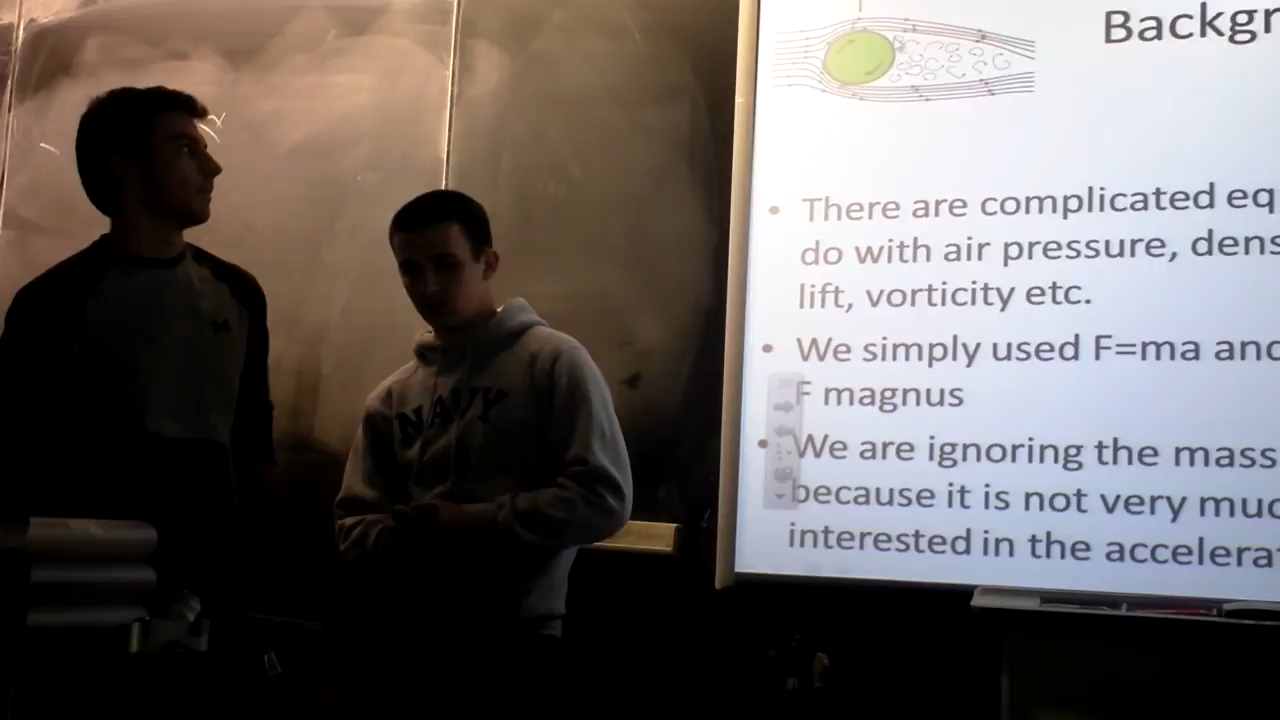 Backgr
There are complicated eq
do with air pressure, dens
lift, vorticity etc.
We simply used F=ma and
F magnus
We are ignoring the mass
because it is not very muc
interested in the accelera
NAVY